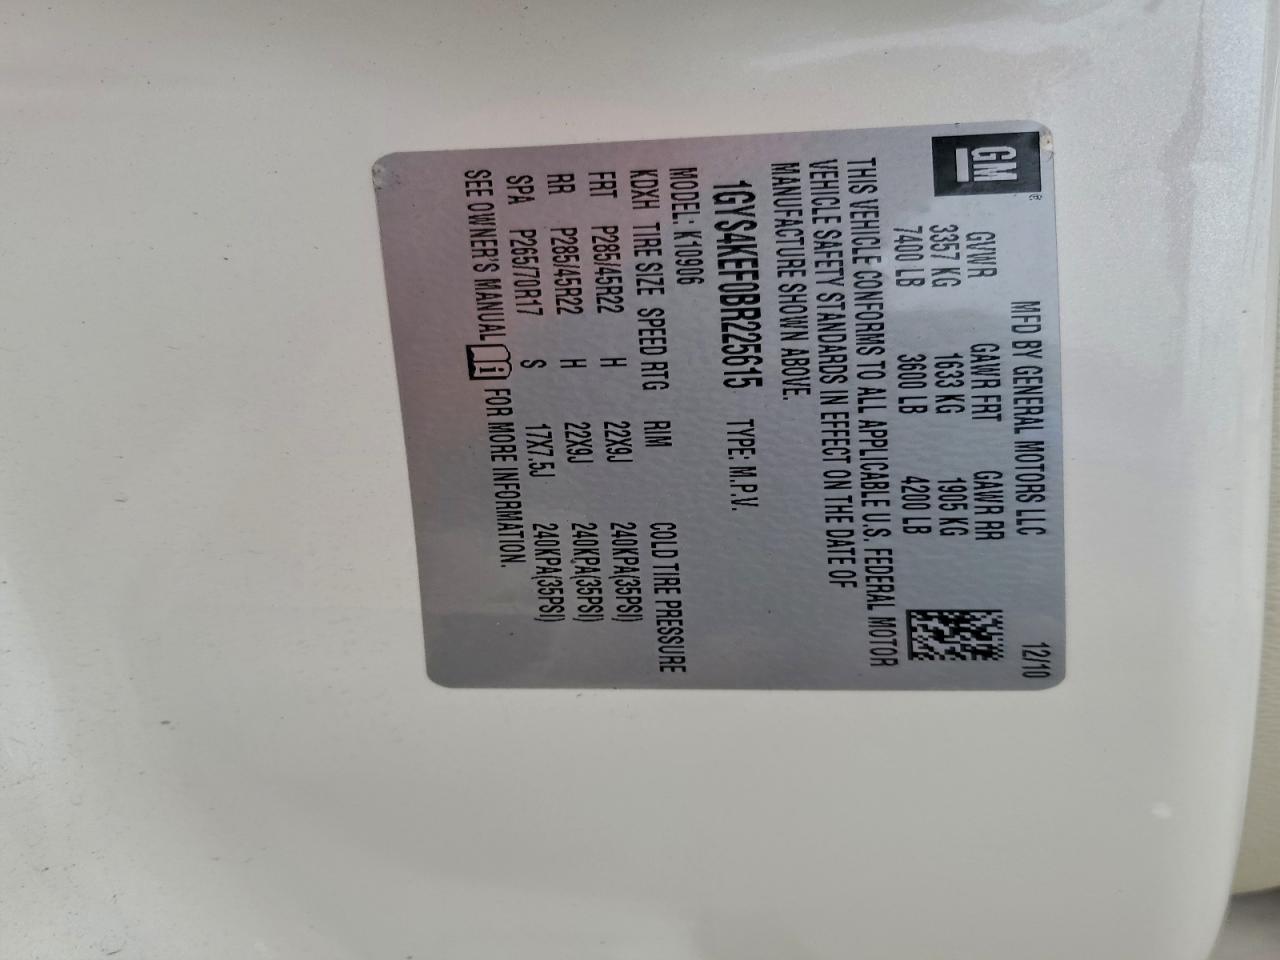 GM
MFD BY GENERAL MOTORS LLC 12/10
GVWR GAWR FRT GAWR RR
3357 KG 1633 KG 1905 KG
7400 LB 3600 LB 4200 LB
THIS VEHICLE CONFORMS TO ALL APPLICABLE U.S. FEDERAL MOTOR
VEHICLE SAFETY STANDARDS IN EFFECT ON THE DATE OF
MANUFACTURE SHOWN ABOVE.
1GYS4KEF0BR225615 TYPE: M.P.V.
MODEL: K10906
KDXH TIRE SIZE SPEED RTG RIM COLD TIRE PRESSURE
FRT P285/45R22 H 22X9J 240KPA(35PSI)
RR P285/45R22 H 22X9J 240KPA(35PSI)
SPA P265/70R17 S 17X7.5J 240KPA(35PSI)
SEE OWNER'S MANUAL FOR MORE INFORMATION.